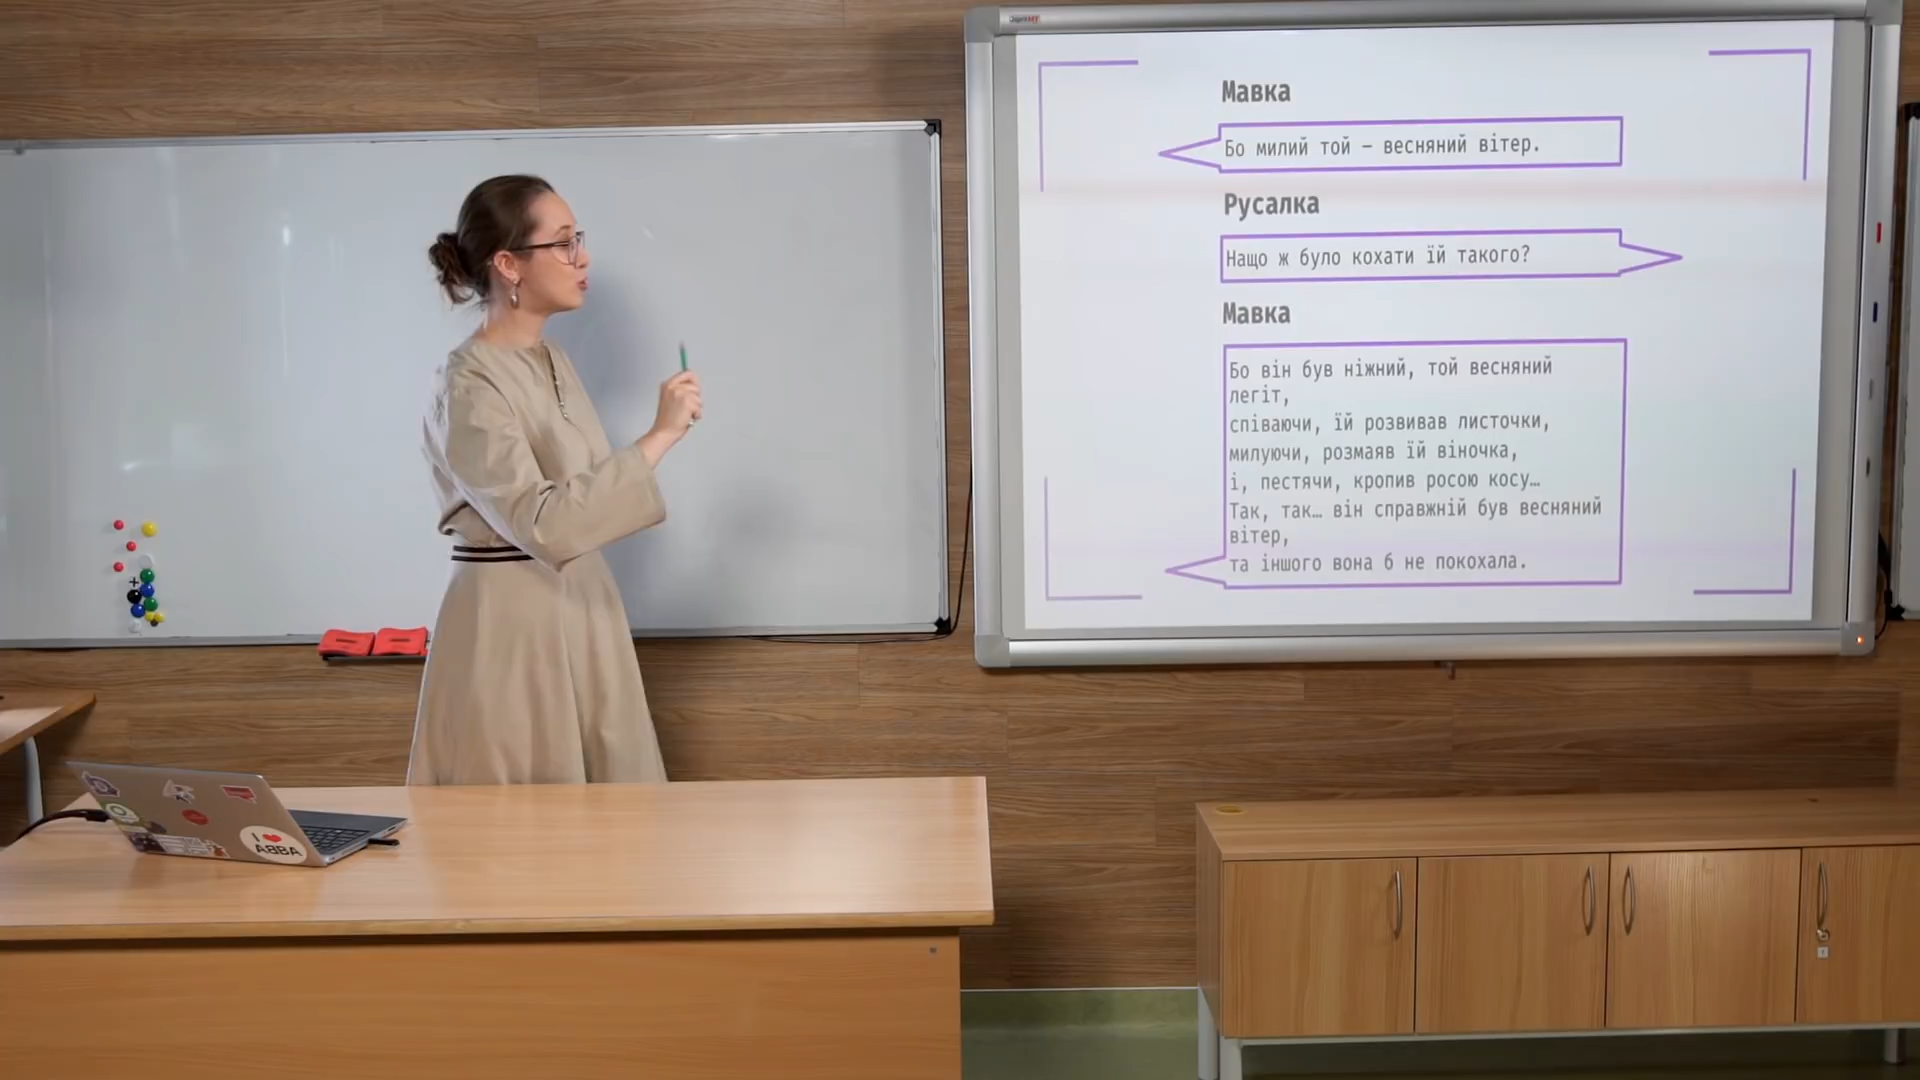 Мавка
Бо милий той – весняний вітер.
Русалка
Нащо ж було кохати їй такого?
Мавка
Бо він був ніжний, той весняний
легіт,
співаючи, їй розвивав листочки,
милуючи, розмаяв їй віночка,
і, пестячи, кропив росою косу…
Так, так… він справжній був весняний
вітер,
та іншого вона б не покохала.
I ❤
ABBA